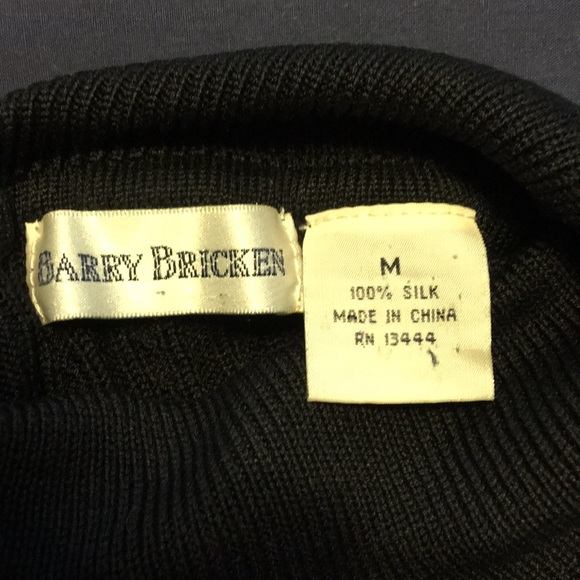 BARRY BRICKEN
M
100% SILK
MADE IN CHINA
RN 13444